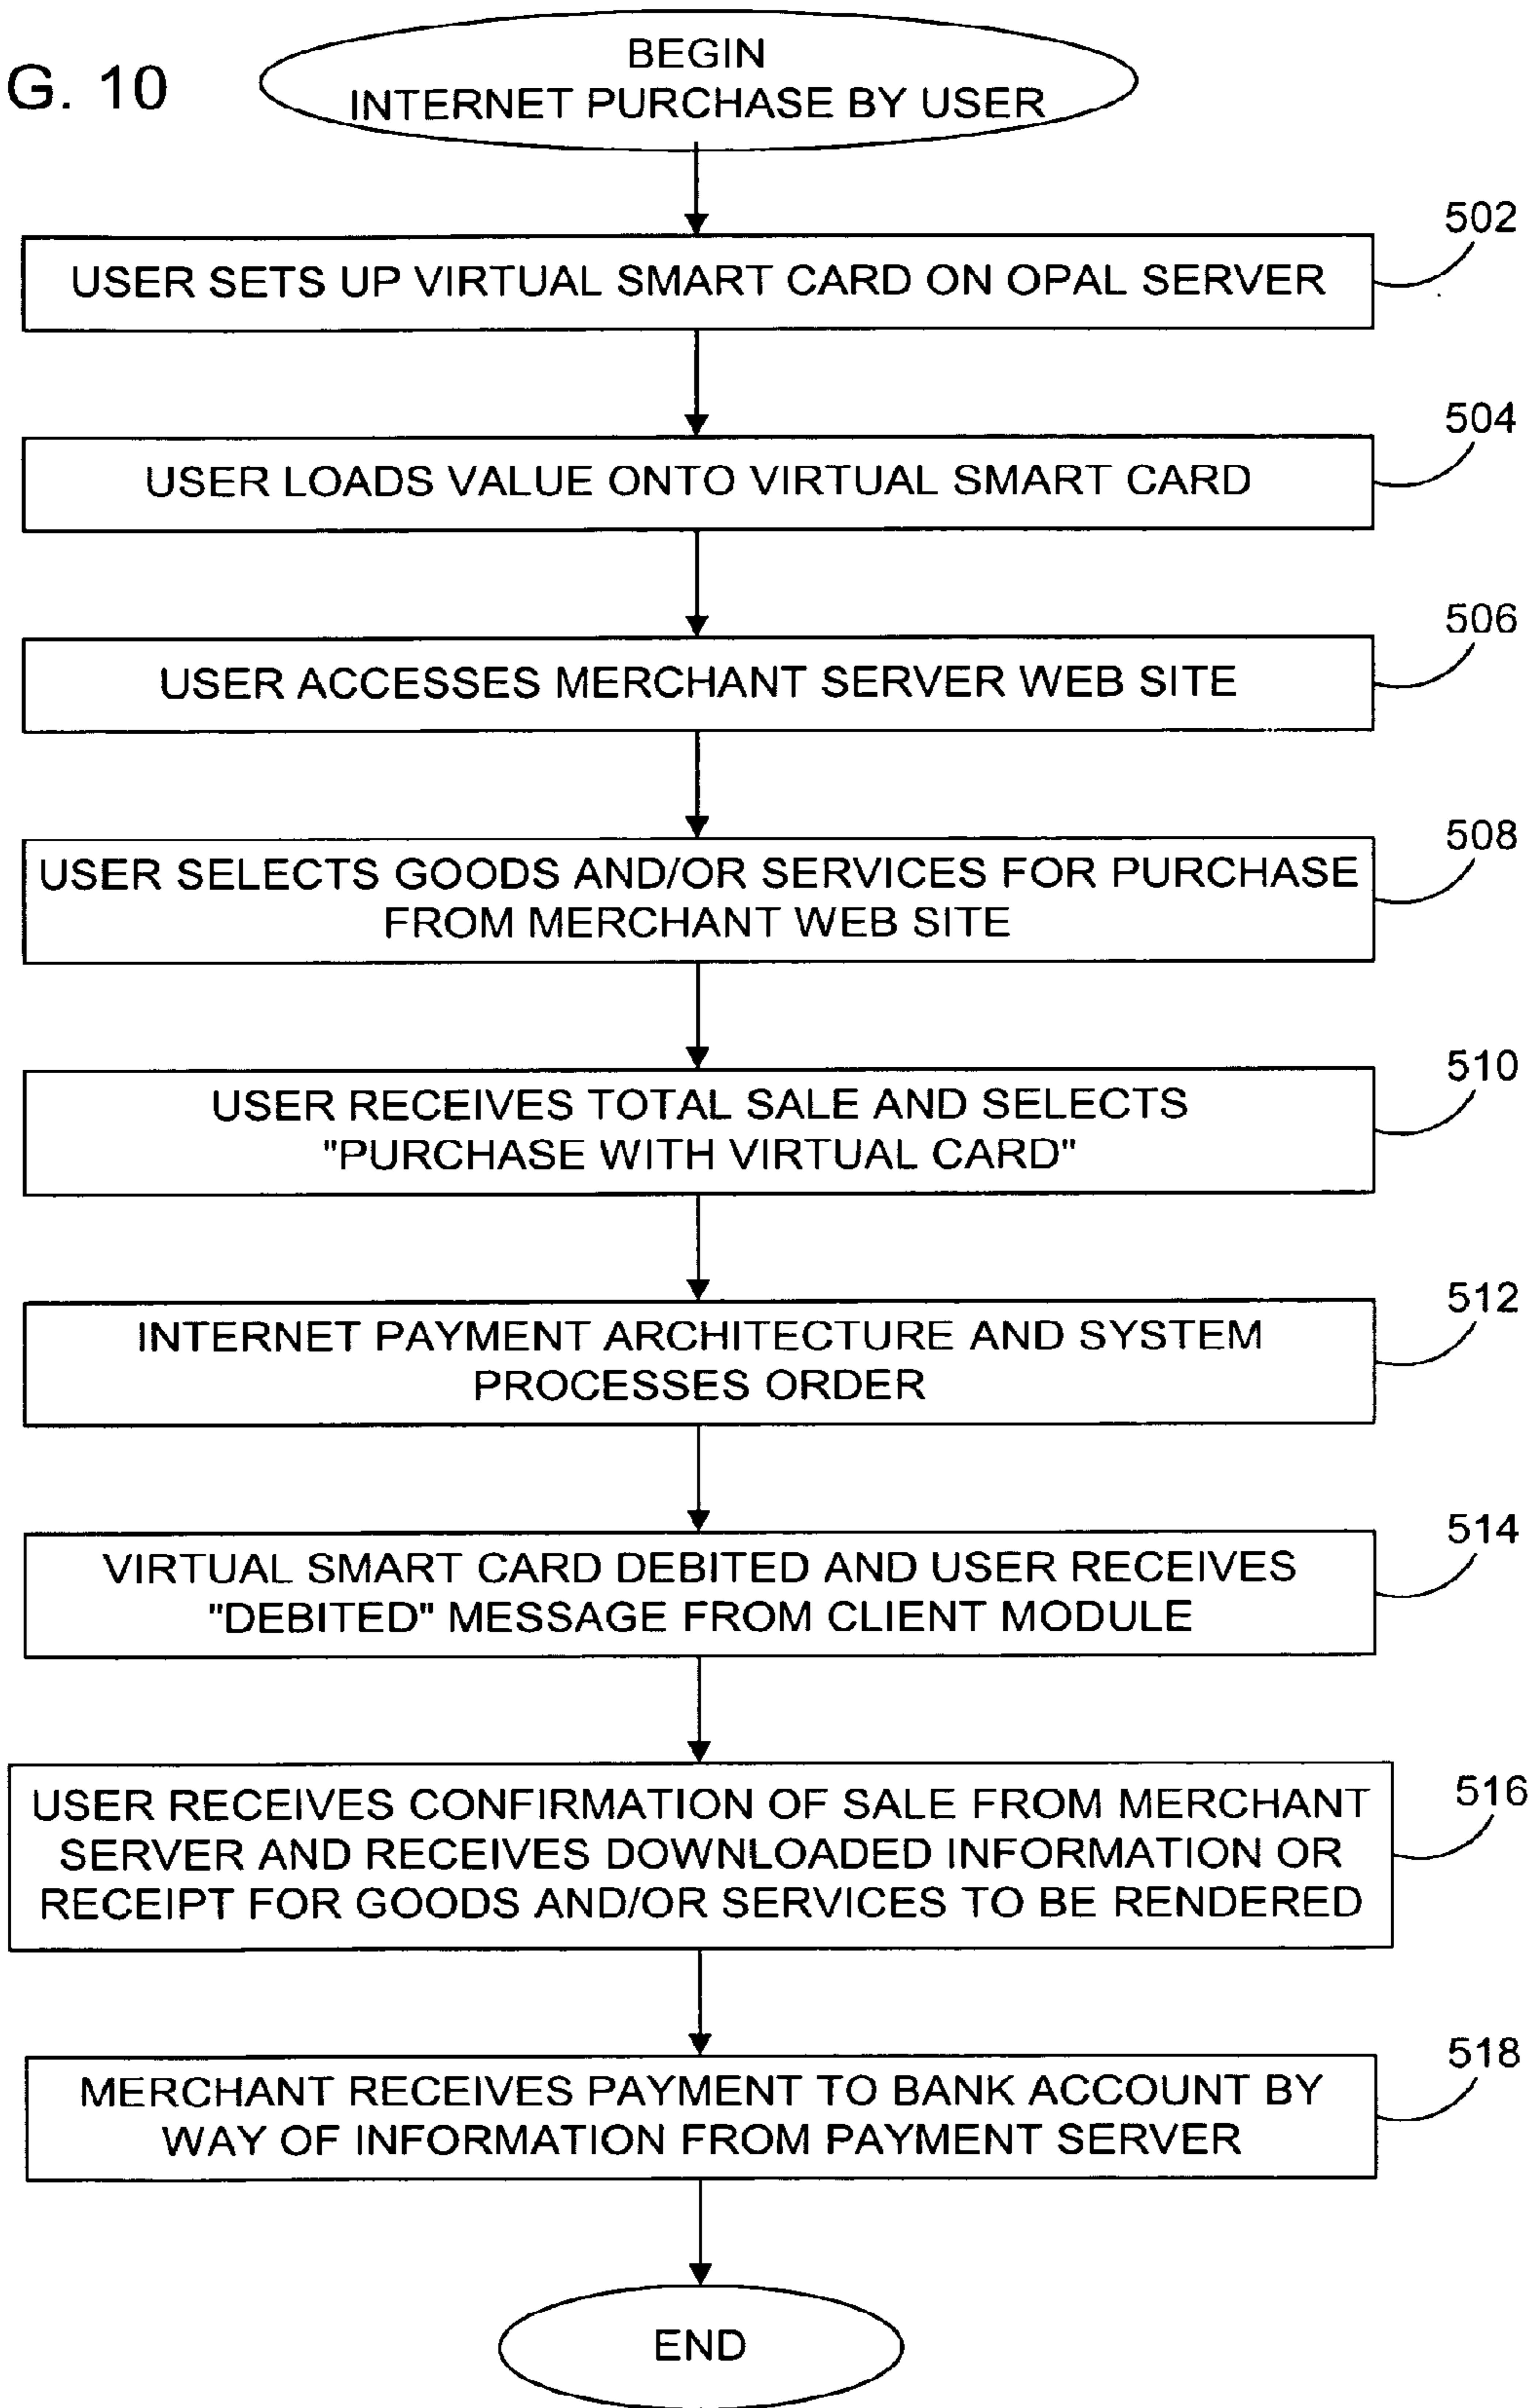 G. 10
BEGIN
INTERNET PURCHASE BY USER
502
USER SETS UP VIRTUAL SMART CARD ON OPAL SERVER
504
USER LOADS VALUE ONTO VIRTUAL SMART CARD
506
USER ACCESSES MERCHANT SERVER WEB SITE
508
USER SELECTS GOODS AND/OR SERVICES FOR PURCHASE
FROM MERCHANT WEB SITE
510
USER RECEIVES TOTAL SALE AND SELECTS
"PURCHASE WITH VIRTUAL CARD"
512
INTERNET PAYMENT ARCHITECTURE AND SYSTEM
PROCESSES ORDER
514
VIRTUAL SMART CARD DEBITED AND USER RECEIVES
"DEBITED" MESSAGE FROM CLIENT MODULE
516
USER RECEIVES CONFIRMATION OF SALE FROM MERCHANT
SERVER AND RECEIVES DOWNLOADED INFORMATION OR
RECEIPT FOR GOODS AND/OR SERVICES TO BE RENDERED
518
MERCHANT RECEIVES PAYMENT TO BANK ACCOUNT BY
WAY OF INFORMATION FROM PAYMENT SERVER
END